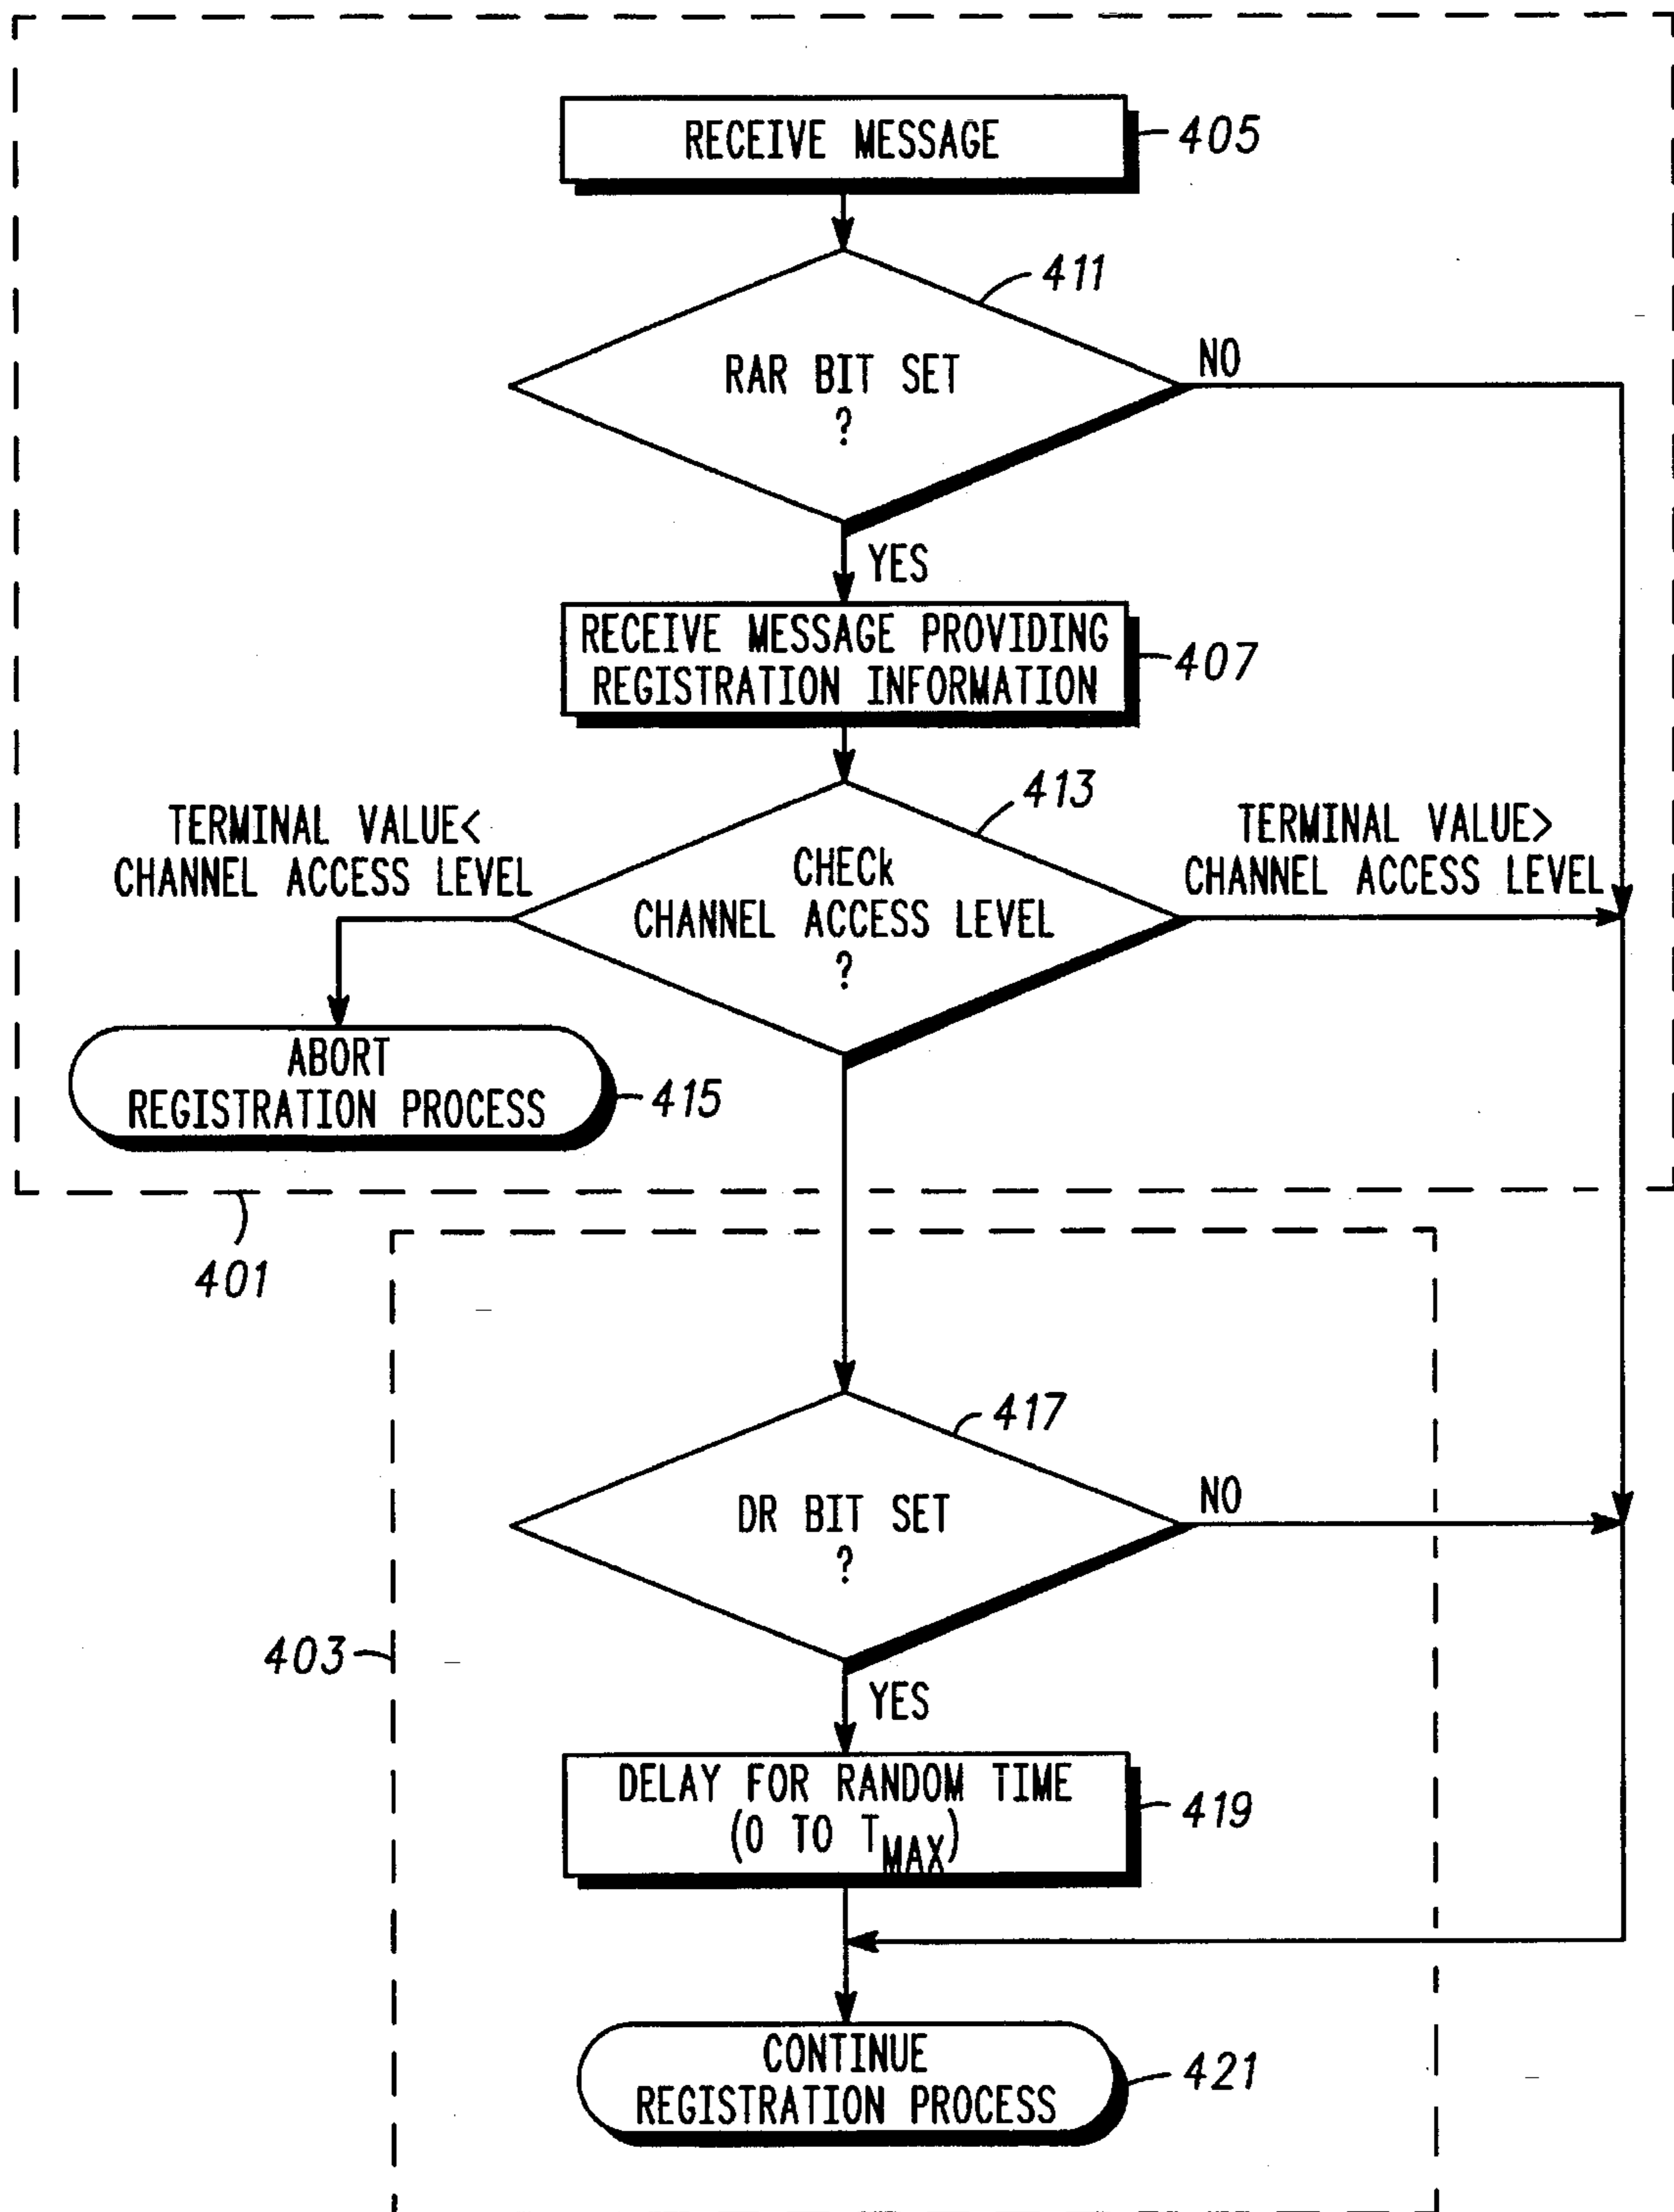 RECEIVE MESSAGE
405
411
RAR BIT SET
?
NO
YES
RECEIVE MESSAGE PROVIDING
REGISTRATION INFORMATION
407
413
TERMINAL VALUE<
CHANNEL ACCESS LEVEL
CHECK
CHANNEL ACCESS LEVEL
?
TERMINAL VALUE>
CHANNEL ACCESS LEVEL
ABORT
REGISTRATION PROCESS
415
401
417
DR BIT SET
?
NO
403
YES
DELAY FOR RANDOM TIME
(0 TO TMAX)
419
CONTINUE
REGISTRATION PROCESS
421